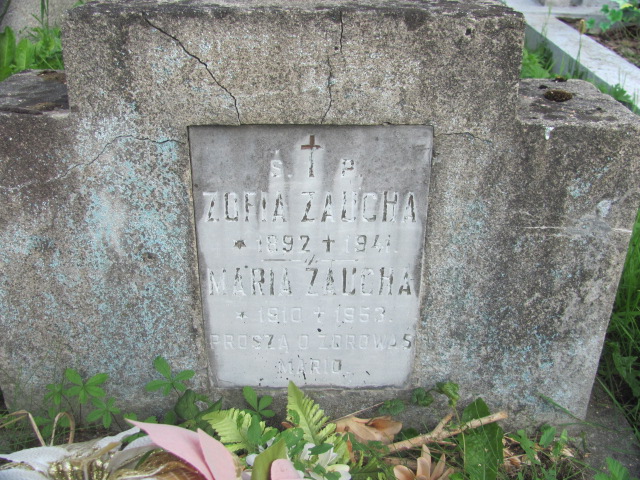 Ś. P.
ZOFIA ZAUCHA
* 1892 † 1941.
MARIA ZAUCHA
* 1910 † 1953.
PROSZĄ O ZDROWAŚ
MARIO